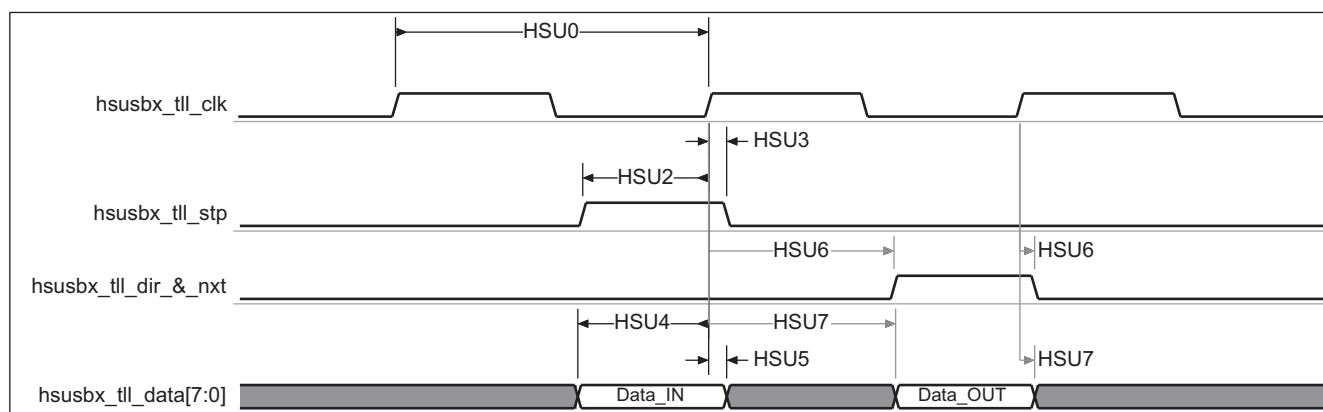 HSU0
hsusbx_tll_clk
HSU3
HSU2
hsusbx_tll_stp
HSU6 HSU6
hsusbx_tll_dir_&_nxt
HSU4 HSU7
HSU5 HSU7
hsusbx_tll_data[7:0] Data_IN Data_OUT